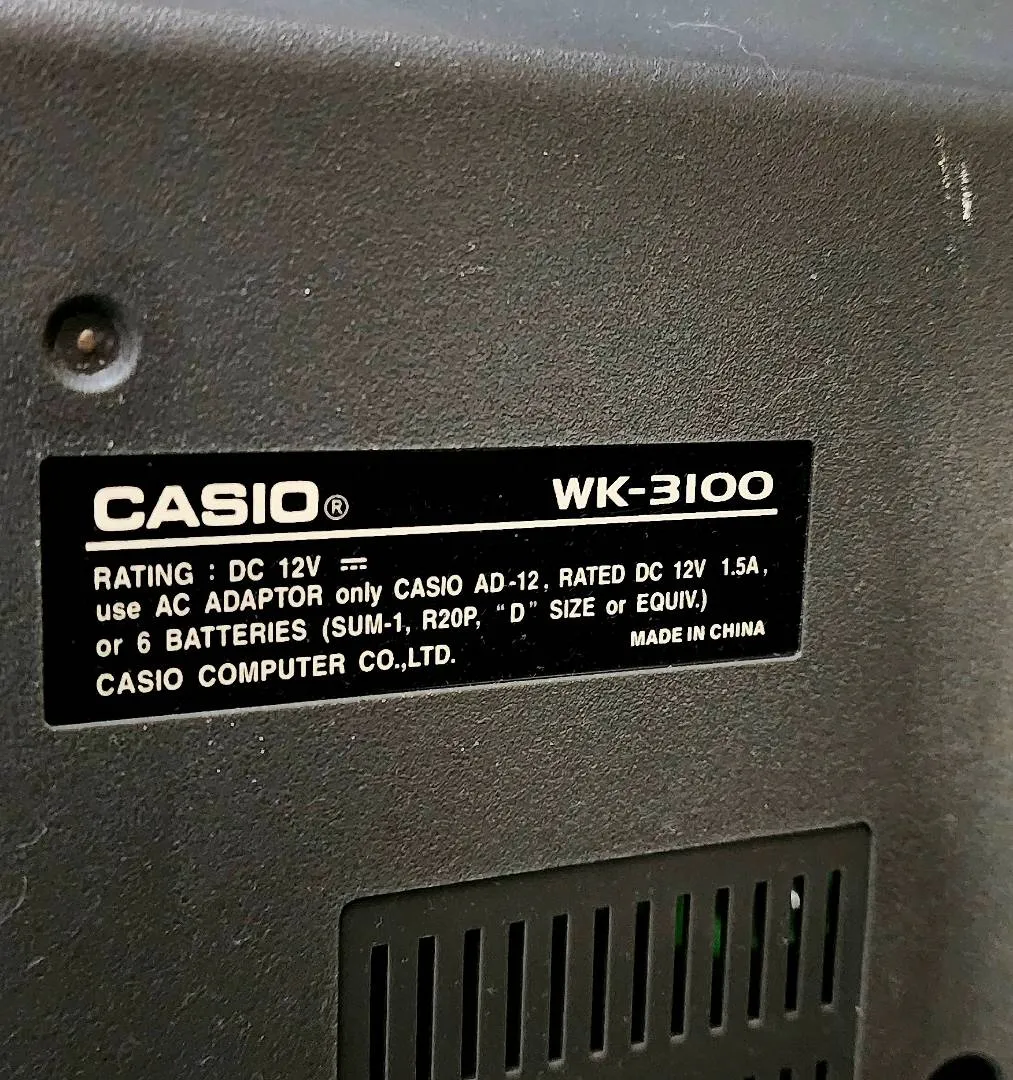 CASIO® WK-3100
RATING : DC 12V ⎓
use AC ADAPTOR only CASIO AD-12, RATED DC 12V 1.5A,
or 6 BATTERIES (SUM-1, R20P, “D” SIZE or EQUIV.)
CASIO COMPUTER CO.,LTD. MADE IN CHINA